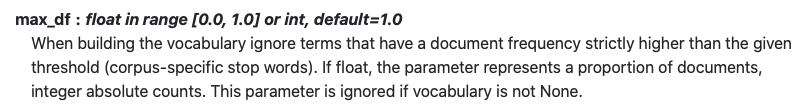 max_df : float in range [0.0, 1.0] or int, default=1.0
When building the vocabulary ignore terms that have a document frequency strictly higher than the given
threshold (corpus-specific stop words). If float, the parameter represents a proportion of documents,
integer absolute counts. This parameter is ignored if vocabulary is not None.